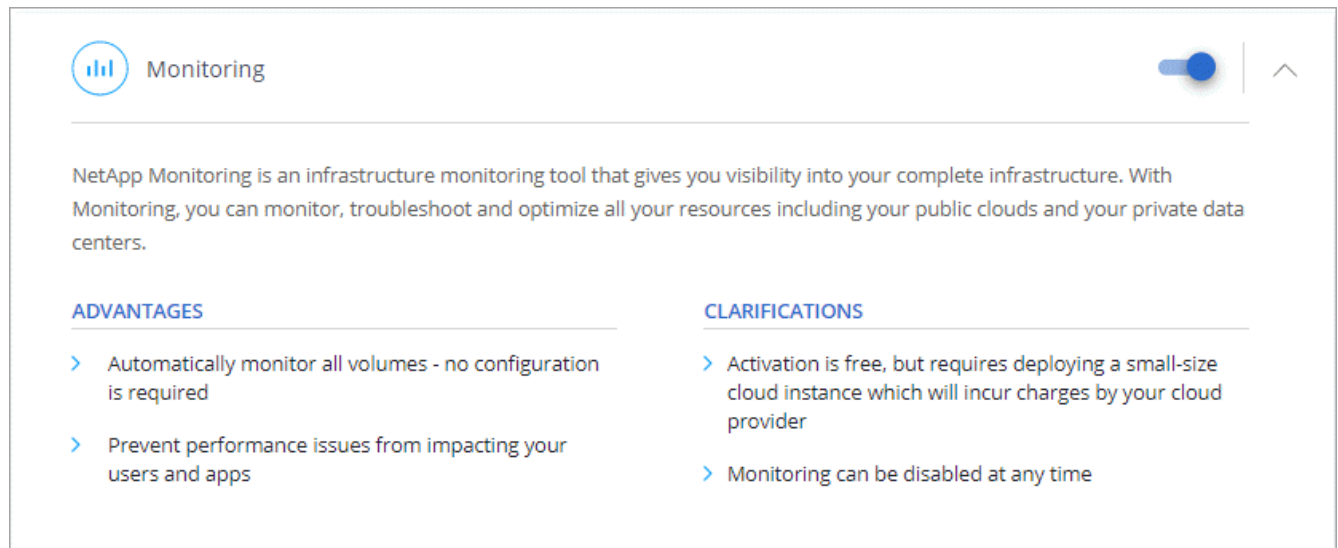 Monitoring
NetApp Monitoring is an infrastructure monitoring tool that gives you visibility into your complete infrastructure. With
Monitoring, you can monitor, troubleshoot and optimize all your resources including your public clouds and your private data
centers.
ADVANTAGES
Automatically monitor all volumes - no configuration
is required
Prevent performance issues from impacting your
users and apps
CLARIFICATIONS
Activation is free, but requires deploying a small-size
cloud instance which will incur charges by your cloud
provider
Monitoring can be disabled at any time